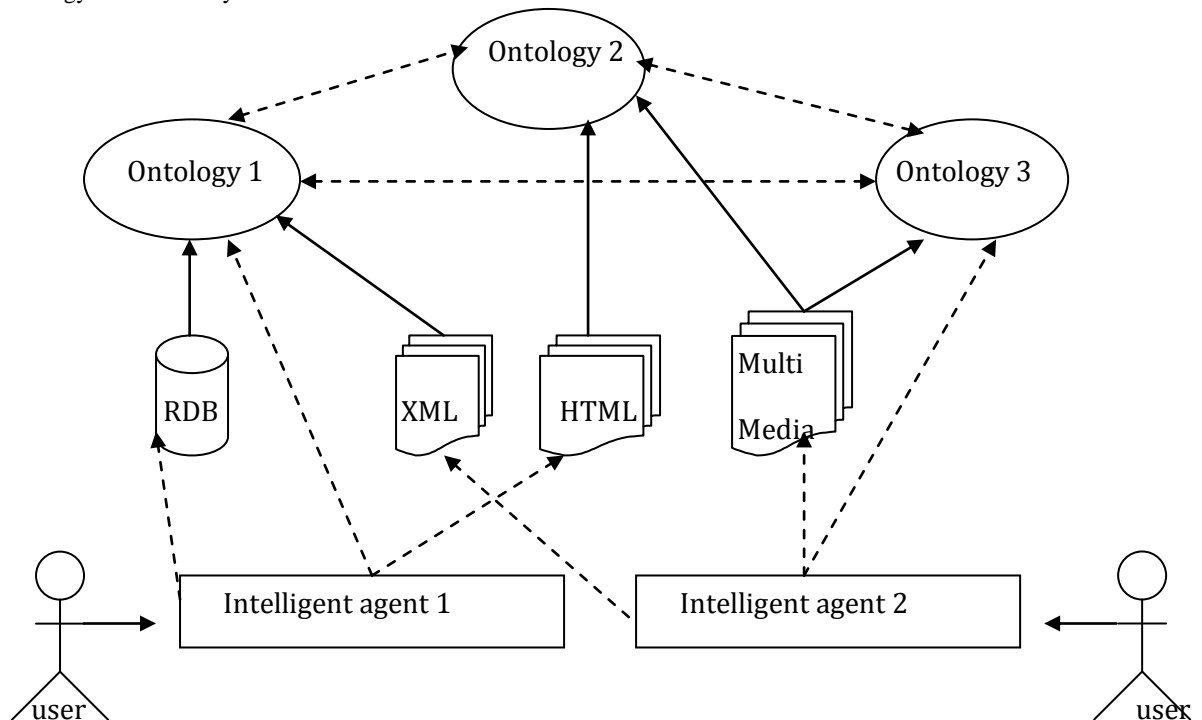 Ontology 2
Ontology 1
Ontology 3
RDB
XML
HTML
Multi
Media
Intelligent agent 1
Intelligent agent 2
user
user